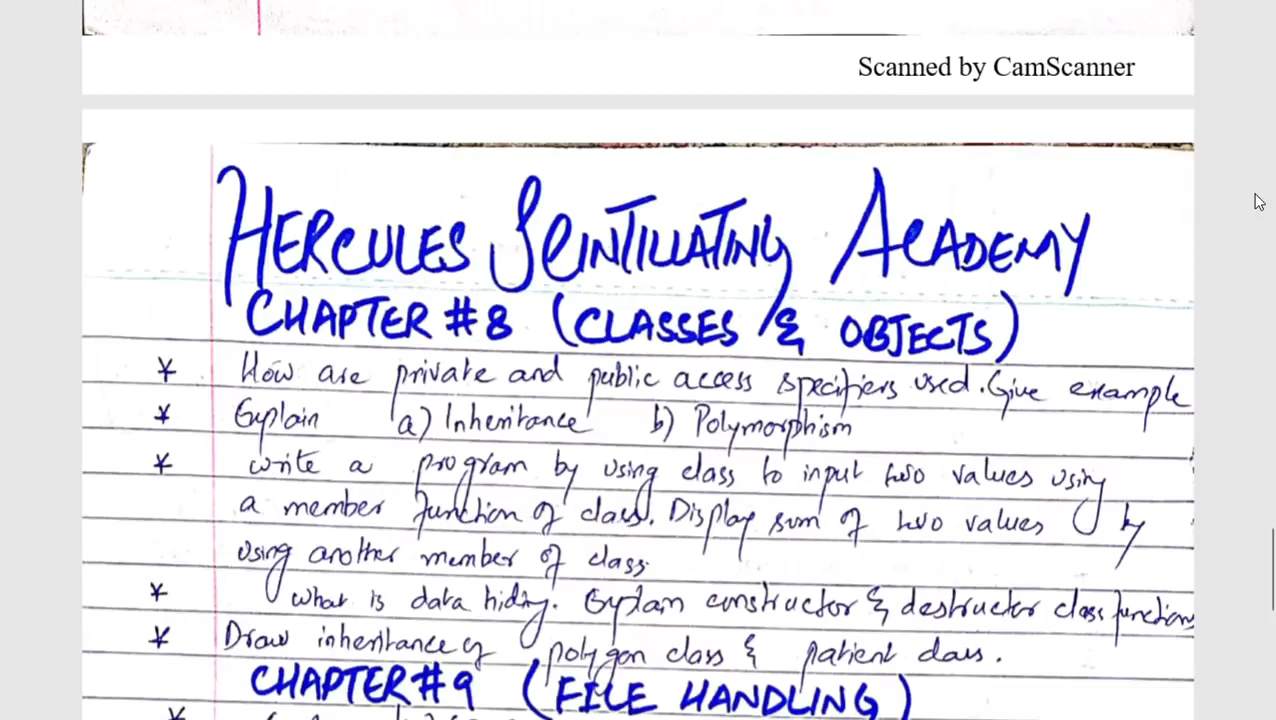 Scanned by CamScanner
HERCULES SCINTILLATING ACADEMY
CHAPTER #8 (CLASSES & OBJECTS)
* How are private and public access specifiers used. Give example
* Explain a) Inheritance b) Polymorphism
* write a program by using class to input two values using
a member function of class. Display sum of two values by
using another member of class.
* what is data hiding. Explain constructor & destructor class functions
* Draw inheritance of polygon class & patient class.
CHAPTER #9 (FILE HANDLING)